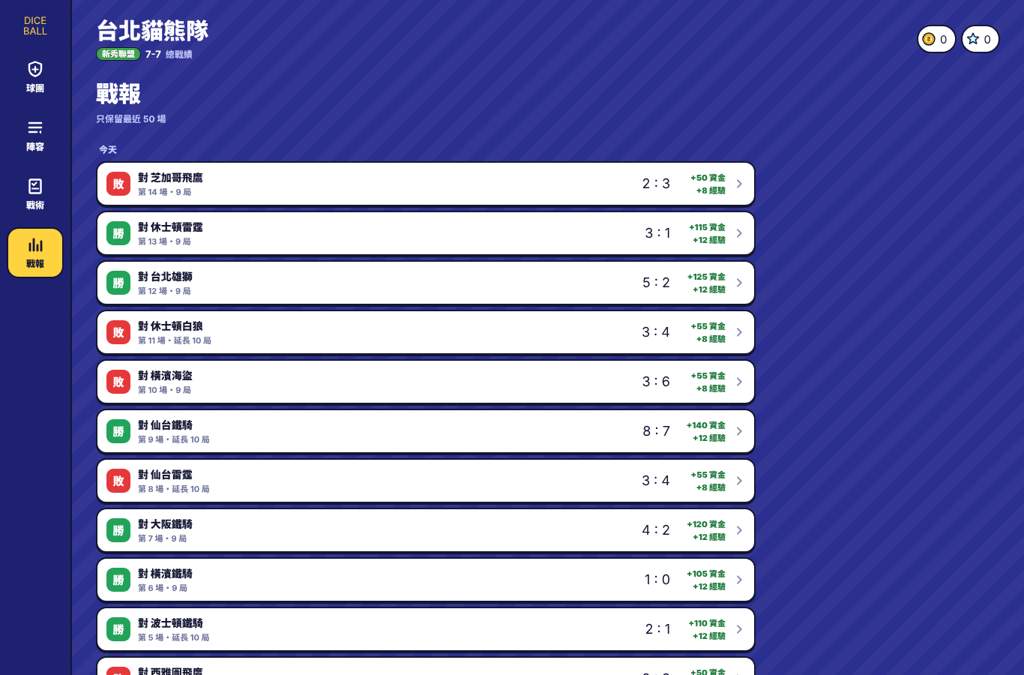 DICE
BALL
球團
陣容
戰術
戰報
台北貓熊隊
新秀聯盟 7-7 總戰績
0 0
戰報
只保留最近 50 場
今天
敗 對 芝加哥飛鷹 2 : 3 +50 資金
第 14 場・9 局 +8 經驗
勝 對 休士頓雷霆 3 : 1 +115 資金
第 13 場・9 局 +12 經驗
勝 對 台北雄獅 5 : 2 +125 資金
第 12 場・9 局 +12 經驗
敗 對 休士頓白狼 3 : 4 +55 資金
第 11 場・延長 10 局 +8 經驗
敗 對 橫濱海盜 3 : 6 +55 資金
第 10 場・9 局 +8 經驗
勝 對 仙台鐵騎 8 : 7 +140 資金
第 9 場・延長 10 局 +12 經驗
敗 對 仙台雷霆 3 : 4 +55 資金
第 8 場・延長 10 局 +8 經驗
勝 對 大阪鐵騎 4 : 2 +120 資金
第 7 場・9 局 +12 經驗
勝 對 橫濱鐵騎 1 : 0 +105 資金
第 6 場・9 局 +12 經驗
勝 對 波士頓鐵騎 2 : 1 +110 資金
第 5 場・延長 10 局 +12 經驗
對 西雅圖飛鷹 +50 資金